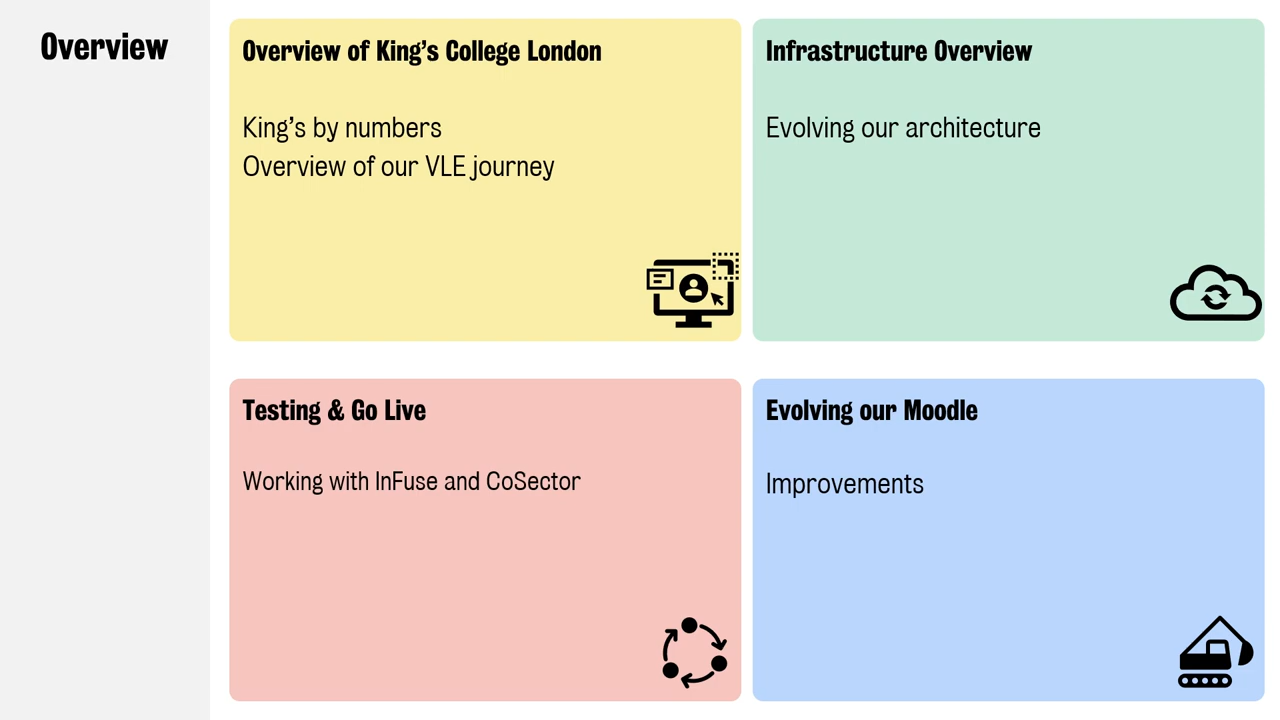 Overview
Overview of King’s College London
King’s by numbers
Overview of our VLE journey
Infrastructure Overview
Evolving our architecture
Testing & Go Live
Working with InFuse and CoSector
Evolving our Moodle
Improvements